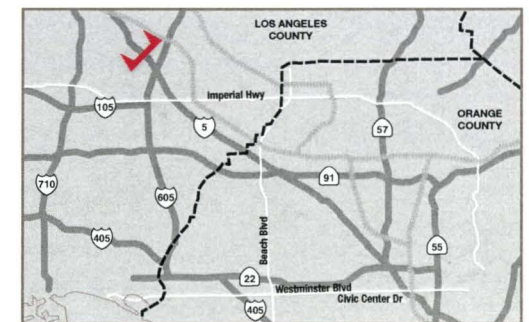 LOS ANGELES
COUNTY
Imperial Hwy
105
5
57
ORANGE
COUNTY
710
605
91
405
Beach Blvd
55
22
Westminster Blvd
Civic Center Dr
405